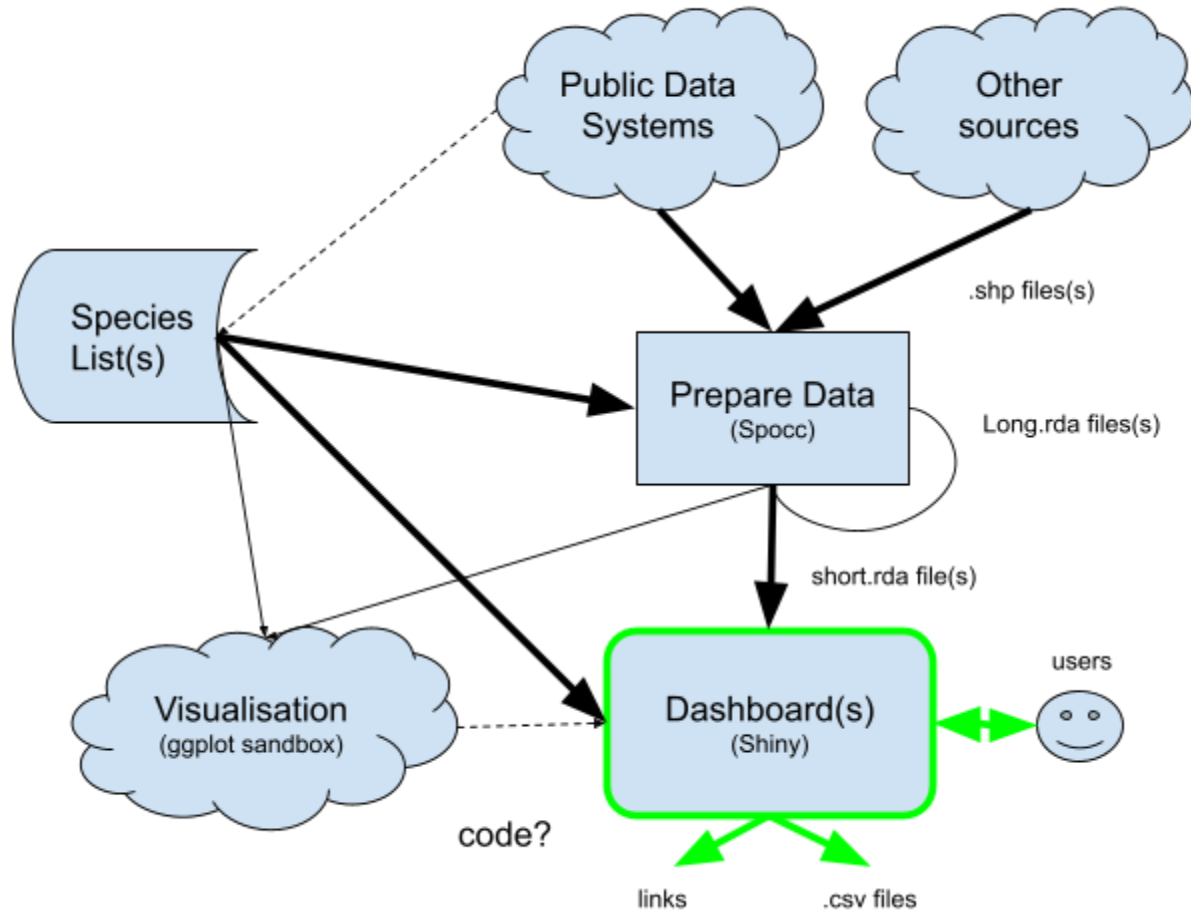 Public Data
Systems
Other
sources
.shp files(s)
Species
List(s)
Prepare Data
(Spocc)
Long.rda files(s)
short.rda file(s)
Visualisation
(ggplot sandbox)
Dashboard(s)
(Shiny)
users
code?
links
.csv files